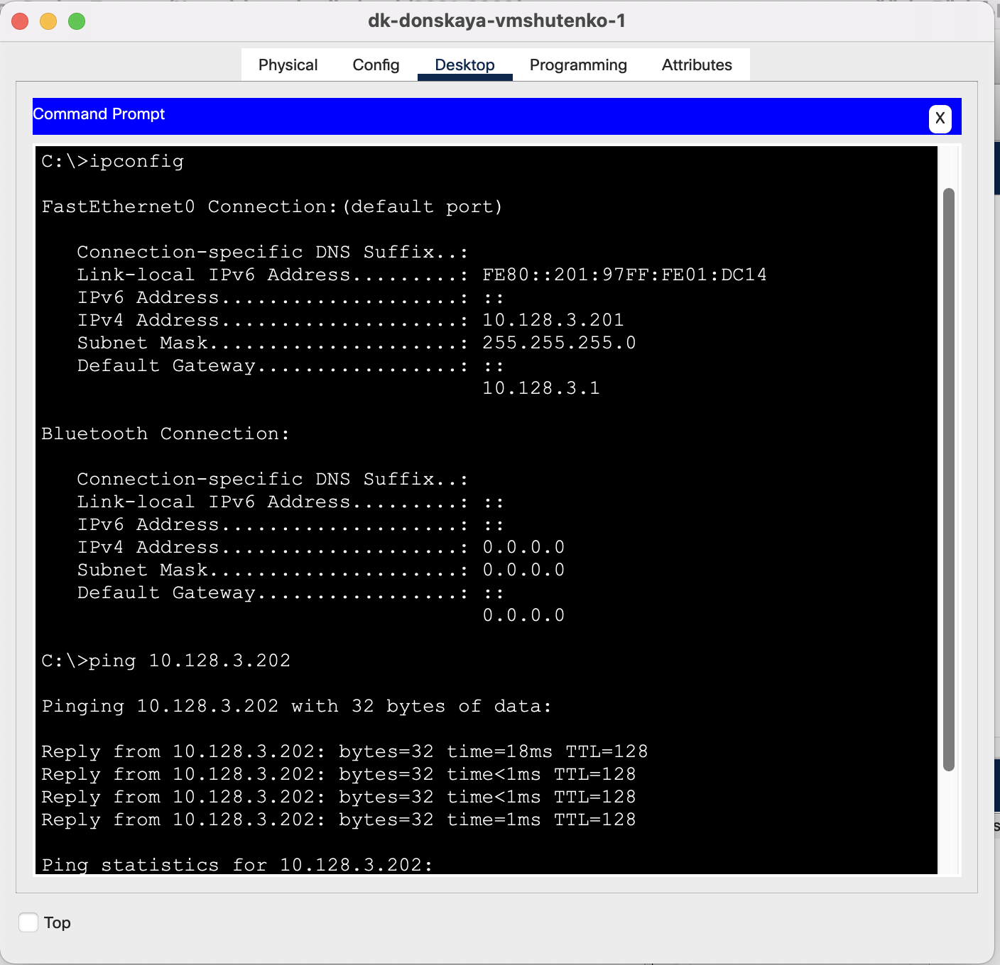 dk-donskaya-vmshutenko-1
Physical Config Desktop Programming Attributes
Command Prompt
X
C:\>ipconfig
FastEthernet0 Connection:(default port)
Connection-specific DNS Suffix..:
Link-local IPv6 Address.........: FE80::201:97FF:FE01:DC14
IPv6 Address....................: ::
IPv4 Address....................: 10.128.3.201
Subnet Mask.....................: 255.255.255.0
Default Gateway.................: ::
10.128.3.1
Bluetooth Connection:
Connection-specific DNS Suffix..:
Link-local IPv6 Address.........: ::
IPv6 Address....................: ::
IPv4 Address....................: 0.0.0.0
Subnet Mask.....................: 0.0.0.0
Default Gateway.................: ::
0.0.0.0
C:\>ping 10.128.3.202
Pinging 10.128.3.202 with 32 bytes of data:
Reply from 10.128.3.202: bytes=32 time=18ms TTL=128
Reply from 10.128.3.202: bytes=32 time<1ms TTL=128
Reply from 10.128.3.202: bytes=32 time<1ms TTL=128
Reply from 10.128.3.202: bytes=32 time=1ms TTL=128
Ping statistics for 10.128.3.202:
Top